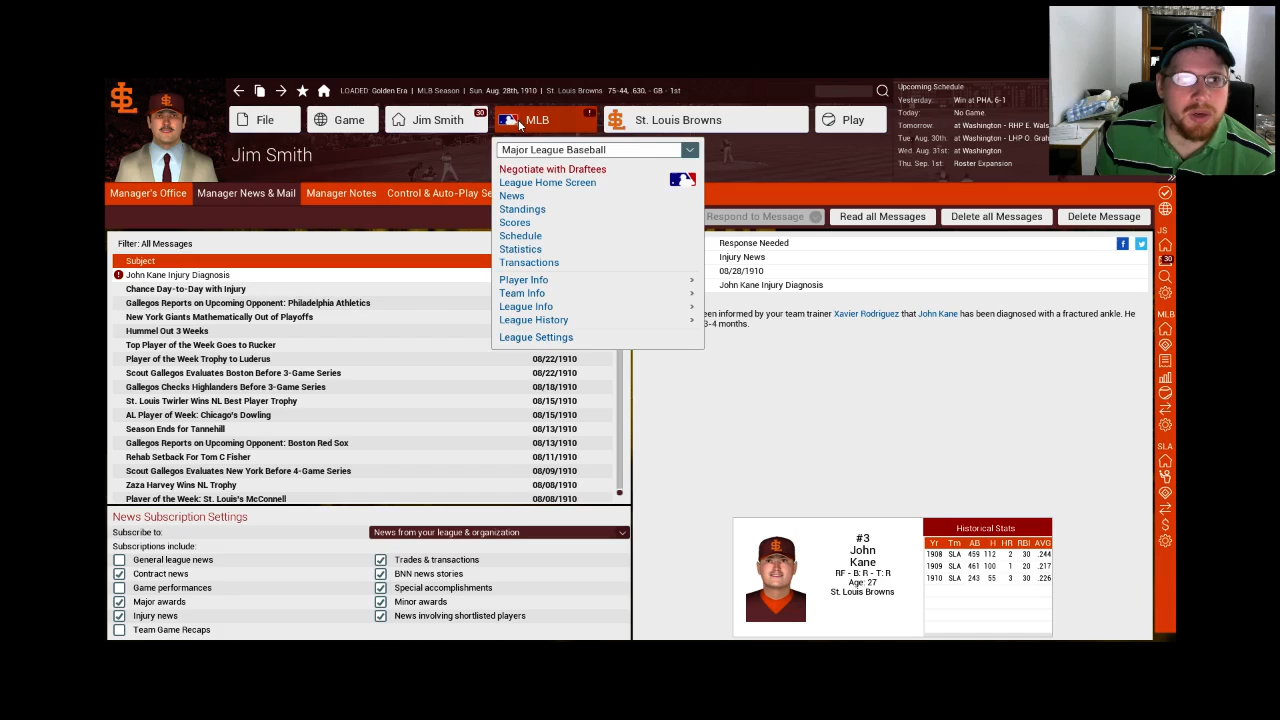 LOADED: Golden Era | MLB Season | Sun. Aug. 28th, 1910 | St. Louis Browns 75-44, .630, - GB - 1st
Upcoming Schedule
Yesterday: Win at PHA, 6-1
Today: No Game.
Tomorrow: at Washington - RHP E. Wals
Tue. Aug. 30th: at Washington - LHP O. Grah
Wed. Aug. 31st: at Washington
Thu. Sep. 1st: Roster Expansion
File
Game
Jim Smith
30
MLB
!
St. Louis Browns
Play
Jim Smith
Major League Baseball
Negotiate with Draftees
League Home Screen
News
Standings
Scores
Schedule
Statistics
Transactions
Player Info »
Team Info »
League Info »
League History »
League Settings
Manager's Office
Manager News & Mail
Manager Notes
Control & Auto-Play Se
Respond to Message
Read all Messages
Delete all Messages
Delete Message
Filter: All Messages
Subject
John Kane Injury Diagnosis
Chance Day-to-Day with Injury
Gallegos Reports on Upcoming Opponent: Philadelphia Athletics
New York Giants Mathematically Out of Playoffs
Hummel Out 3 Weeks
Top Player of the Week Goes to Rucker
Player of the Week Trophy to Luderus 08/22/1910
Scout Gallegos Evaluates Boston Before 3-Game Series 08/22/1910
Gallegos Checks Highlanders Before 3-Game Series 08/18/1910
St. Louis Twirler Wins NL Best Player Trophy 08/15/1910
AL Player of Week: Chicago's Dowling 08/15/1910
Season Ends for Tannehill 08/13/1910
Gallegos Reports on Upcoming Opponent: Boston Red Sox 08/13/1910
Rehab Setback For Tom C Fisher 08/11/1910
Scout Gallegos Evaluates New York Before 4-Game Series 08/09/1910
Zaza Harvey Wins NL Trophy 08/08/1910
Player of the Week: St. Louis's McConnell 08/08/1910
Response Needed
Injury News
08/28/1910
John Kane Injury Diagnosis
een informed by your team trainer Xavier Rodriguez that John Kane has been diagnosed with a fractured ankle. He
3-4 months.
News Subscription Settings
Subscribe to: News from your league & organization
Subscriptions include:
General league news
Trades & transactions
Contract news
BNN news stories
Game performances
Special accomplishments
Major awards
Minor awards
Injury news
News involving shortlisted players
Team Game Recaps
#3
John
Kane
RF - B: R - T: R
Age: 27
St. Louis Browns
Historical Stats
Yr Tm AB H HR RBI AVG
1908 SLA 459 112 2 30 .244
1909 SLA 461 100 1 20 .217
1910 SLA 243 55 3 30 .226
»
JS
30
MLB
SLA
$